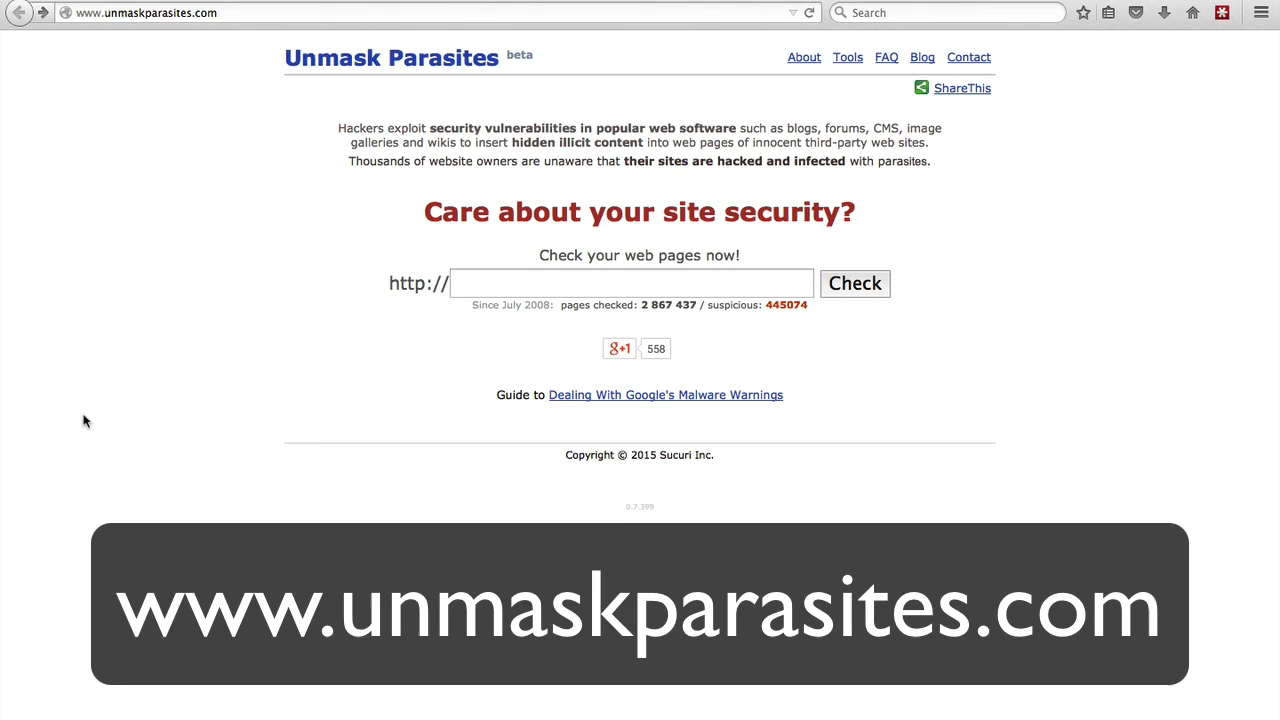 www.unmaskparasites.com
Search
Unmask Parasites beta
About Tools FAQ Blog Contact
ShareThis
Hackers exploit security vulnerabilities in popular web software such as blogs, forums, CMS, image
galleries and wikis to insert hidden illicit content into web pages of innocent third-party web sites.
Thousands of website owners are unaware that their sites are hacked and infected with parasites.
Care about your site security?
Check your web pages now!
http:// Check
Since July 2008: pages checked: 2 867 437 / suspicious: 445074
g+1 558
Guide to Dealing With Google's Malware Warnings
Copyright © 2015 Sucuri Inc.
0.7.399
www.unmaskparasites.com